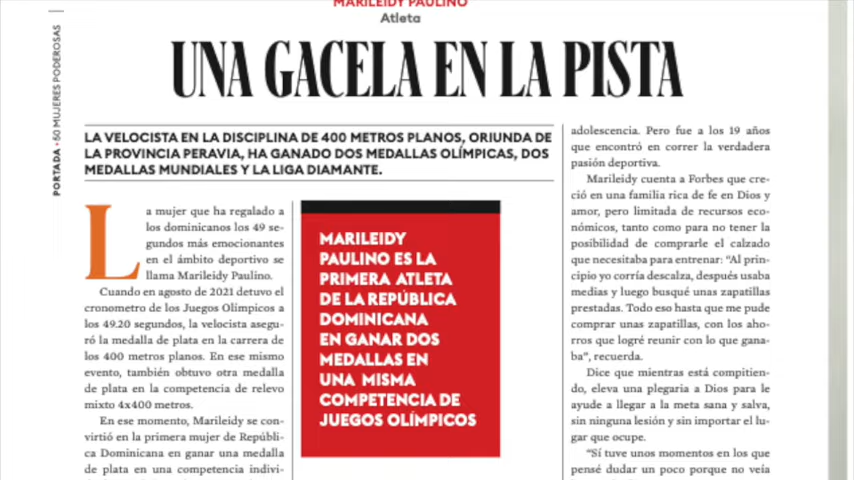 MARILEIDY PAULINO
Atleta
UNA GACELA EN LA PISTA
PORTADA • 50 MUJERES PODEROSAS
LA VELOCISTA EN LA DISCIPLINA DE 400 METROS PLANOS, ORIUNDA DE
LA PROVINCIA PERAVIA, HA GANADO DOS MEDALLAS OLÍMPICAS, DOS
MEDALLAS MUNDIALES Y LA LIGA DIAMANTE.
La mujer que ha regalado a
los dominicanos los 49 se-
gundos más emocionantes
en el ámbito deportivo se
llama Marileidy Paulino.
Cuando en agosto de 2021 detuvo el
cronometro de los Juegos Olímpicos a
los 49.20 segundos, la velocista asegu-
ró la medalla de plata en la carrera de
los 400 metros planos. En ese mismo
evento, también obtuvo otra medalla
de plata en la competencia de relevo
mixto 4x400 metros.
En ese momento, Marileidy se con-
virtió en la primera mujer de Repúbli-
ca Dominicana en ganar una medalla
de plata en una competencia indivi-
MARILEIDY
PAULINO ES LA
PRIMERA ATLETA
DE LA REPÚBLICA
DOMINICANA
EN GANAR DOS
MEDALLAS EN
UNA MISMA
COMPETENCIA DE
JUEGOS OLÍMPICOS
adolescencia. Pero fue a los 19 años
que encontró en correr la verdadera
pasión deportiva.
Marileidy cuenta a Forbes que cre-
ció en una familia rica de fe en Dios y
amor, pero limitada de recursos eco-
nómicos, tanto como para no tener la
posibilidad de comprarle el calzado
que necesitaba para entrenar: “Al prin-
cipio yo corría descalza, después usaba
medias y luego busqué unas zapatillas
prestadas. Todo eso hasta que me pude
comprar unas zapatillas, con los aho-
rros que logré reunir con lo que gana-
ba“, recuerda.
Dice que mientras está compitien-
do, eleva una plegaria a Dios para le
ayude a llegar a la meta sana y salva,
sin ninguna lesión y sin importar el lu-
gar que ocupe.
“Sí tuve unos momentos en los que
pensé dudar un poco porque no veía